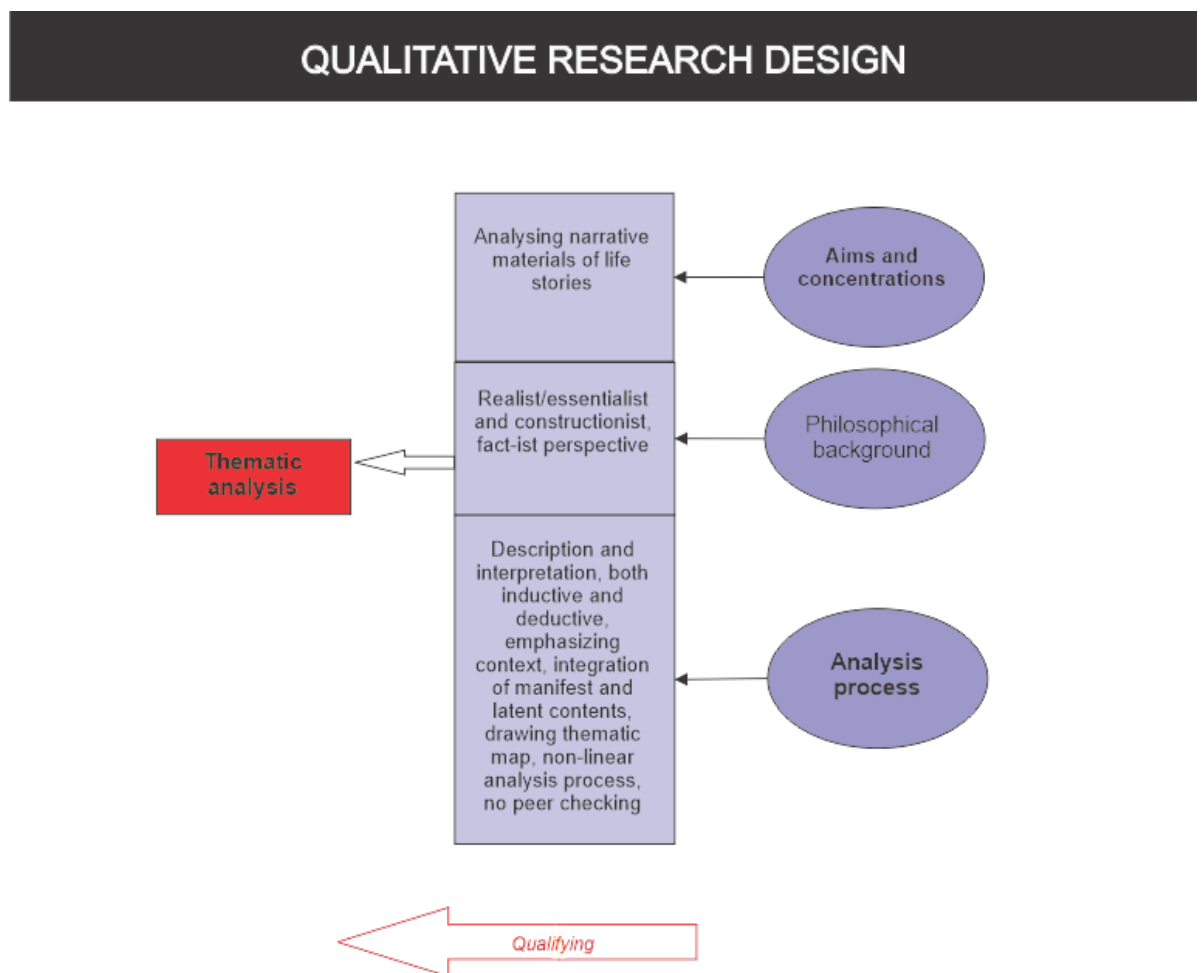 QUALITATIVE RESEARCH DESIGN
Analysing narrative
materials of life
stories
Aims and
concentrations
Realist/essentialist
and constructionist,
fact-ist perspective
Philosophical
background
Thematic
analysis
Description and
interpretation, both
inductive and
deductive,
emphasizing
context, integration
of manifest and
latent contents,
drawing thematic
map, non-linear
analysis process,
no peer checking
Analysis
process
Qualifying